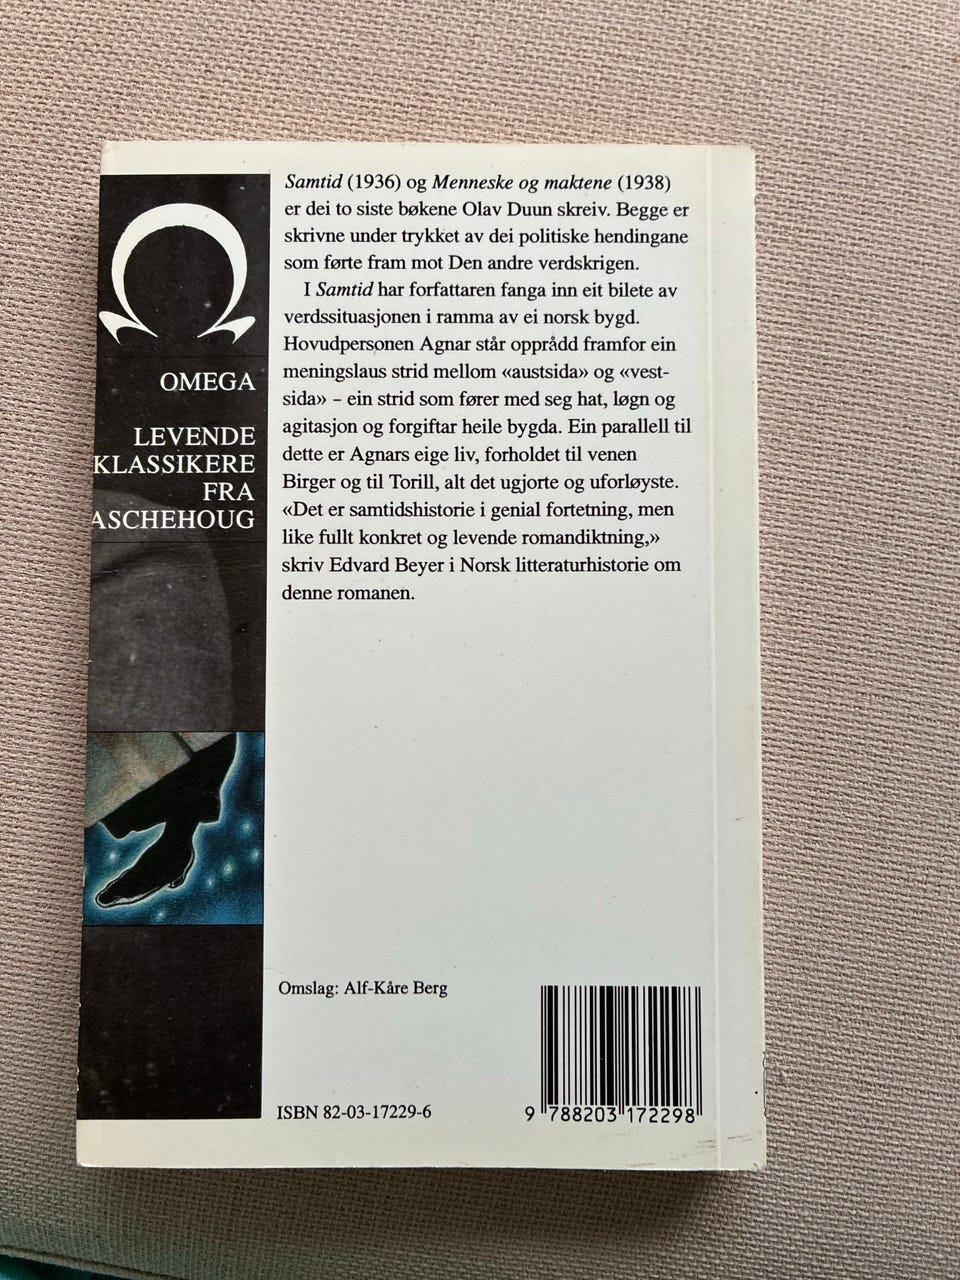 OMEGA
LEVENDE
KLASSIKERE
FRA
ASCHEHOUG
Samtid (1936) og Menneske og maktene (1938)
er dei to siste bøkene Olav Duun skreiv. Begge er
skrivne under trykket av dei politiske hendingane
som førte fram mot Den andre verdskrigen.
I Samtid har forfattaren fanga inn eit bilete av
verdssituasjonen i ramma av ei norsk bygd.
Hovudpersonen Agnar står opprådd framfor ein
meningslaus strid mellom «austsida» og «vest-
sida» – ein strid som fører med seg hat, løgn og
agitasjon og forgiftar heile bygda. Ein parallell til
dette er Agnars eige liv, forholdet til venen
Birger og til Torill, alt det ugjorte og uforløyste.
«Det er samtidshistorie i genial fortetning, men
like fullt konkret og levende romandiktning,»
skriv Edvard Beyer i Norsk litteraturhistorie om
denne romanen.
Omslag: Alf-Kåre Berg
ISBN 82-03-17229-6
9 788203 172298